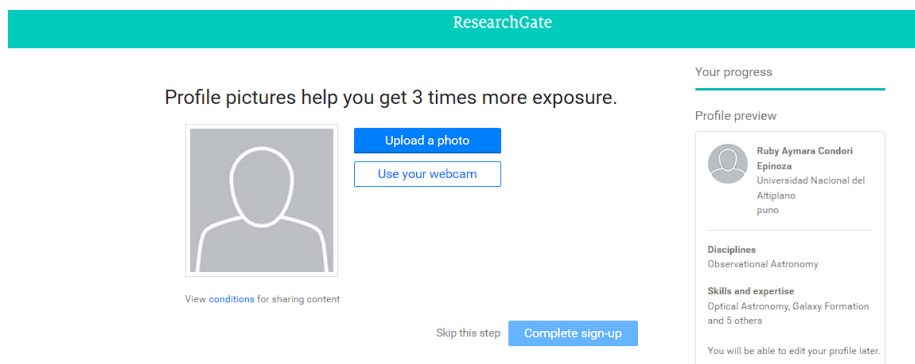 ResearchGate
Profile pictures help you get 3 times more exposure.
Upload a photo
Use your webcam
View conditions for sharing content
Skip this step
Complete sign-up
Your progress
Profile preview
Ruby Aymara Condori
Epinoza
Universidad Nacional del
Altiplano
puno
Disciplines
Observational Astronomy
Skills and expertise
Optical Astronomy, Galaxy Formation
and 5 others
You will be able to edit your profile later.